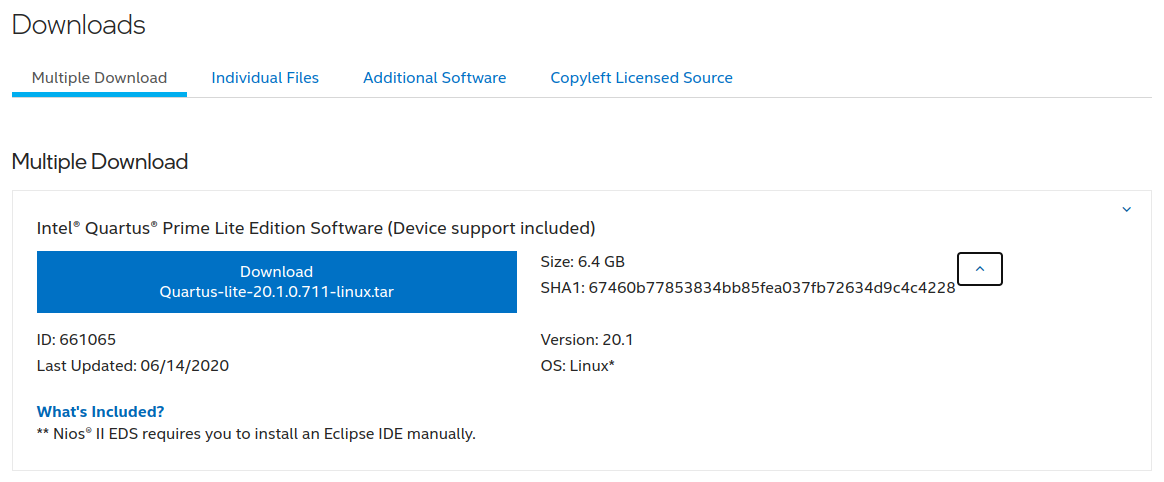 Downloads
Multiple Download Individual Files Additional Software Copyleft Licensed Source
Multiple Download
Intel® Quartus® Prime Lite Edition Software (Device support included)
Download
Quartus-lite-20.1.0.711-linux.tar
Size: 6.4 GB
SHA1: 67460b77853834bb85fea037fb72634d9c4c4228
ID: 661065
Last Updated: 06/14/2020
Version: 20.1
OS: Linux*
What's Included?
** Nios® II EDS requires you to install an Eclipse IDE manually.